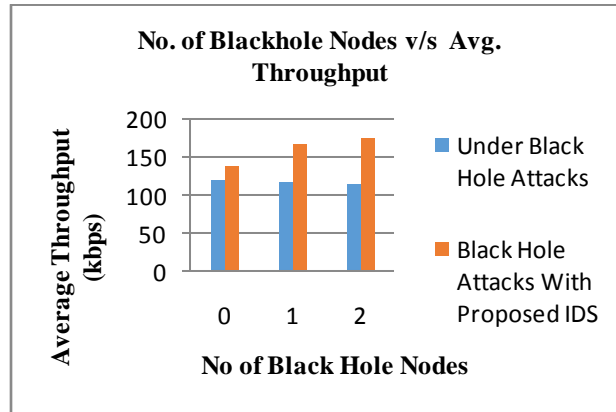 No. of Blackhole Nodes v/s Avg.
Throughput
Average Throughput
(kbps)
200
150
100
50
0
0 1 2
No of Black Hole Nodes
Under Black
Hole Attacks
Black Hole
Attacks With
Proposed IDS